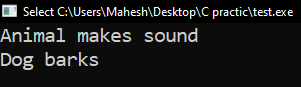 Select C:\Users\Mahesh\Desktop\C practic\test.exe
Animal makes sound
Dog barks